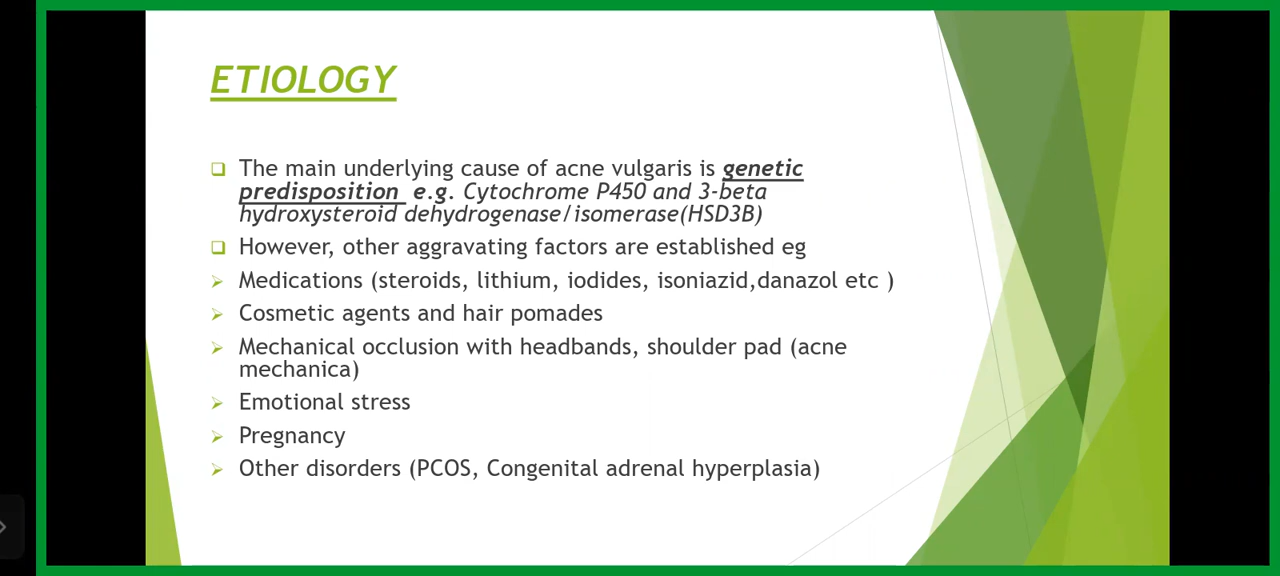 ETIOLOGY
The main underlying cause of acne vulgaris is genetic
predisposition e.g. Cytochrome P450 and 3-beta
hydroxysteroid dehydrogenase/isomerase(HSD3B)
However, other aggravating factors are established eg
Medications (steroids, lithium, iodides, isoniazid,danazol etc )
Cosmetic agents and hair pomades
Mechanical occlusion with headbands, shoulder pad (acne
mechanica)
Emotional stress
Pregnancy
Other disorders (PCOS, Congenital adrenal hyperplasia)